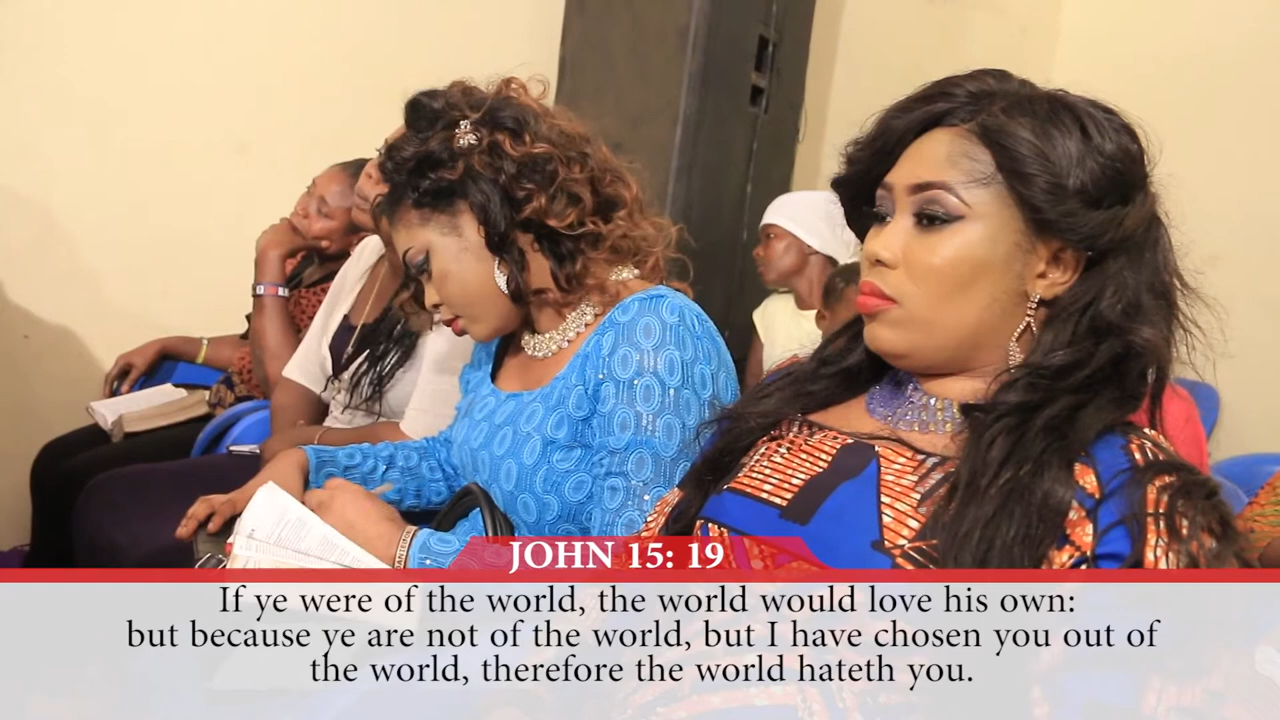 JOHN 15: 19
If ye were of the world, the world would love his own:
but because ye are not of the world, but I have chosen you out of
the world, therefore the world hateth you.